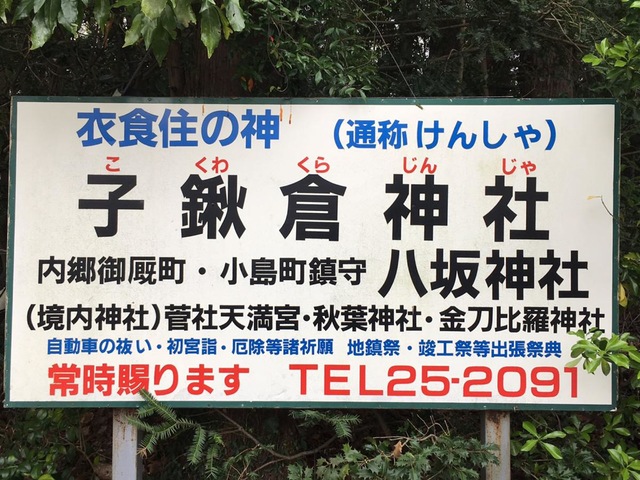 衣食住の神 （通称 けんしゃ）
こ くわ くら じん じゃ
子鍬倉神社
内郷御厩町・小島町鎮守 八坂神社
（境内神社）菅社天満宮・秋葉神社・金刀比羅神社
自動車の祓い・初宮詣・厄除等諸祈願 地鎮祭・竣工祭等出張祭典
常時賜ります TEL25-2091